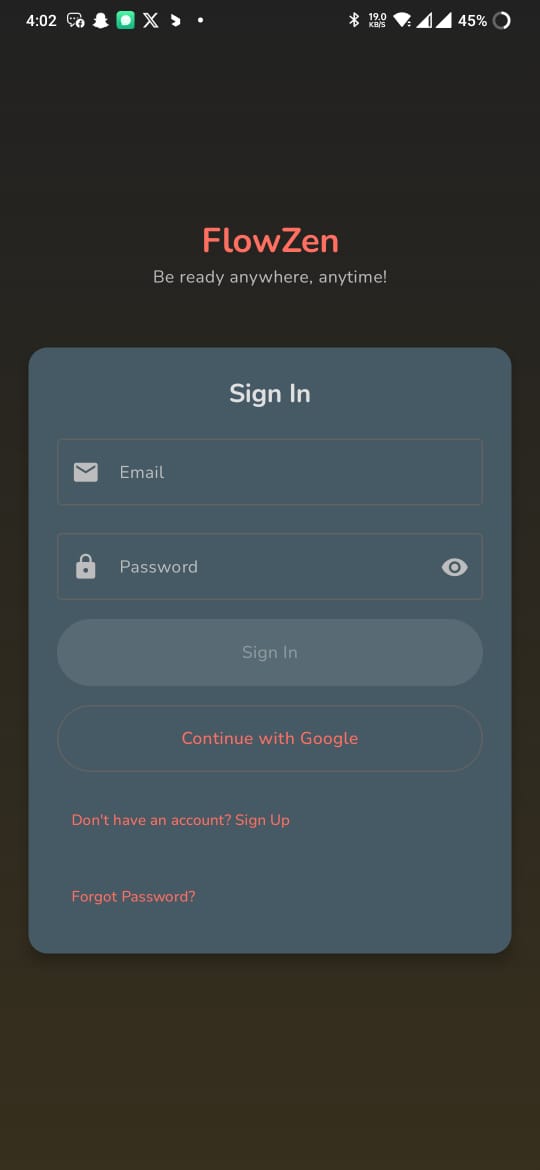 4:02 19.0 KB/S 45%
FlowZen
Be ready anywhere, anytime!
Sign In
Email
Password
Sign In
Continue with Google
Don't have an account? Sign Up
Forgot Password?